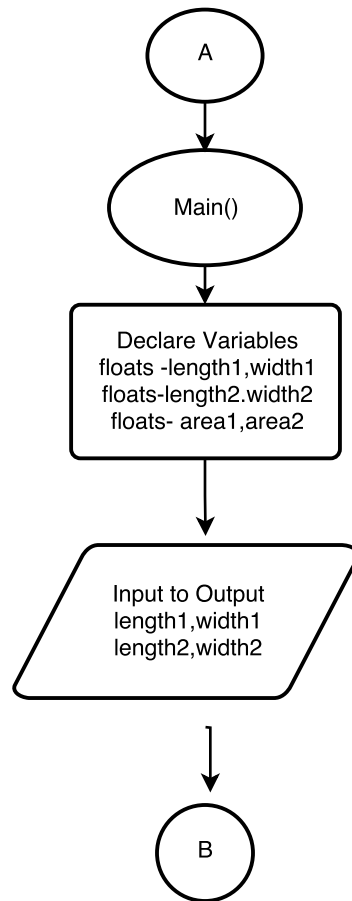 A
Main()
Declare Variables
floats -length1,width1
floats-length2.width2
floats- area1,area2
Input to Output
length1,width1
length2,width2
B